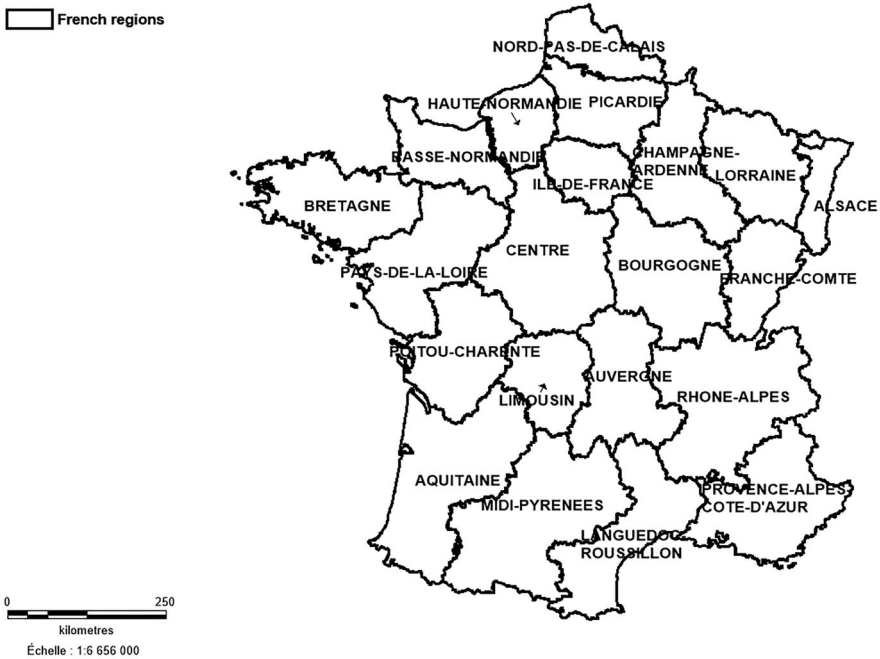 French regions
NORD-PAS-DE-CALAIS
HAUTE-NORMANDIE
PICARDIE
BASSE-NORMANDIE
CHAMPAGNE-
ARDENNE
LORRAINE
ILE-DE-FRANCE
ALSACE
BRETAGNE
CENTRE
BOURGOGNE
PAYS-DE-LA-LOIRE
FRANCHE-COMTE
POITOU-CHARENTE
AUVERGNE
LIMOUSIN
RHONE-ALPES
AQUITAINE
MIDI-PYRENEES
PROVENCE-ALPES-
COTE-D'AZUR
LANGUEDOC-
ROUSSILLON
0 250
kilometres
Échelle : 1:6 656 000